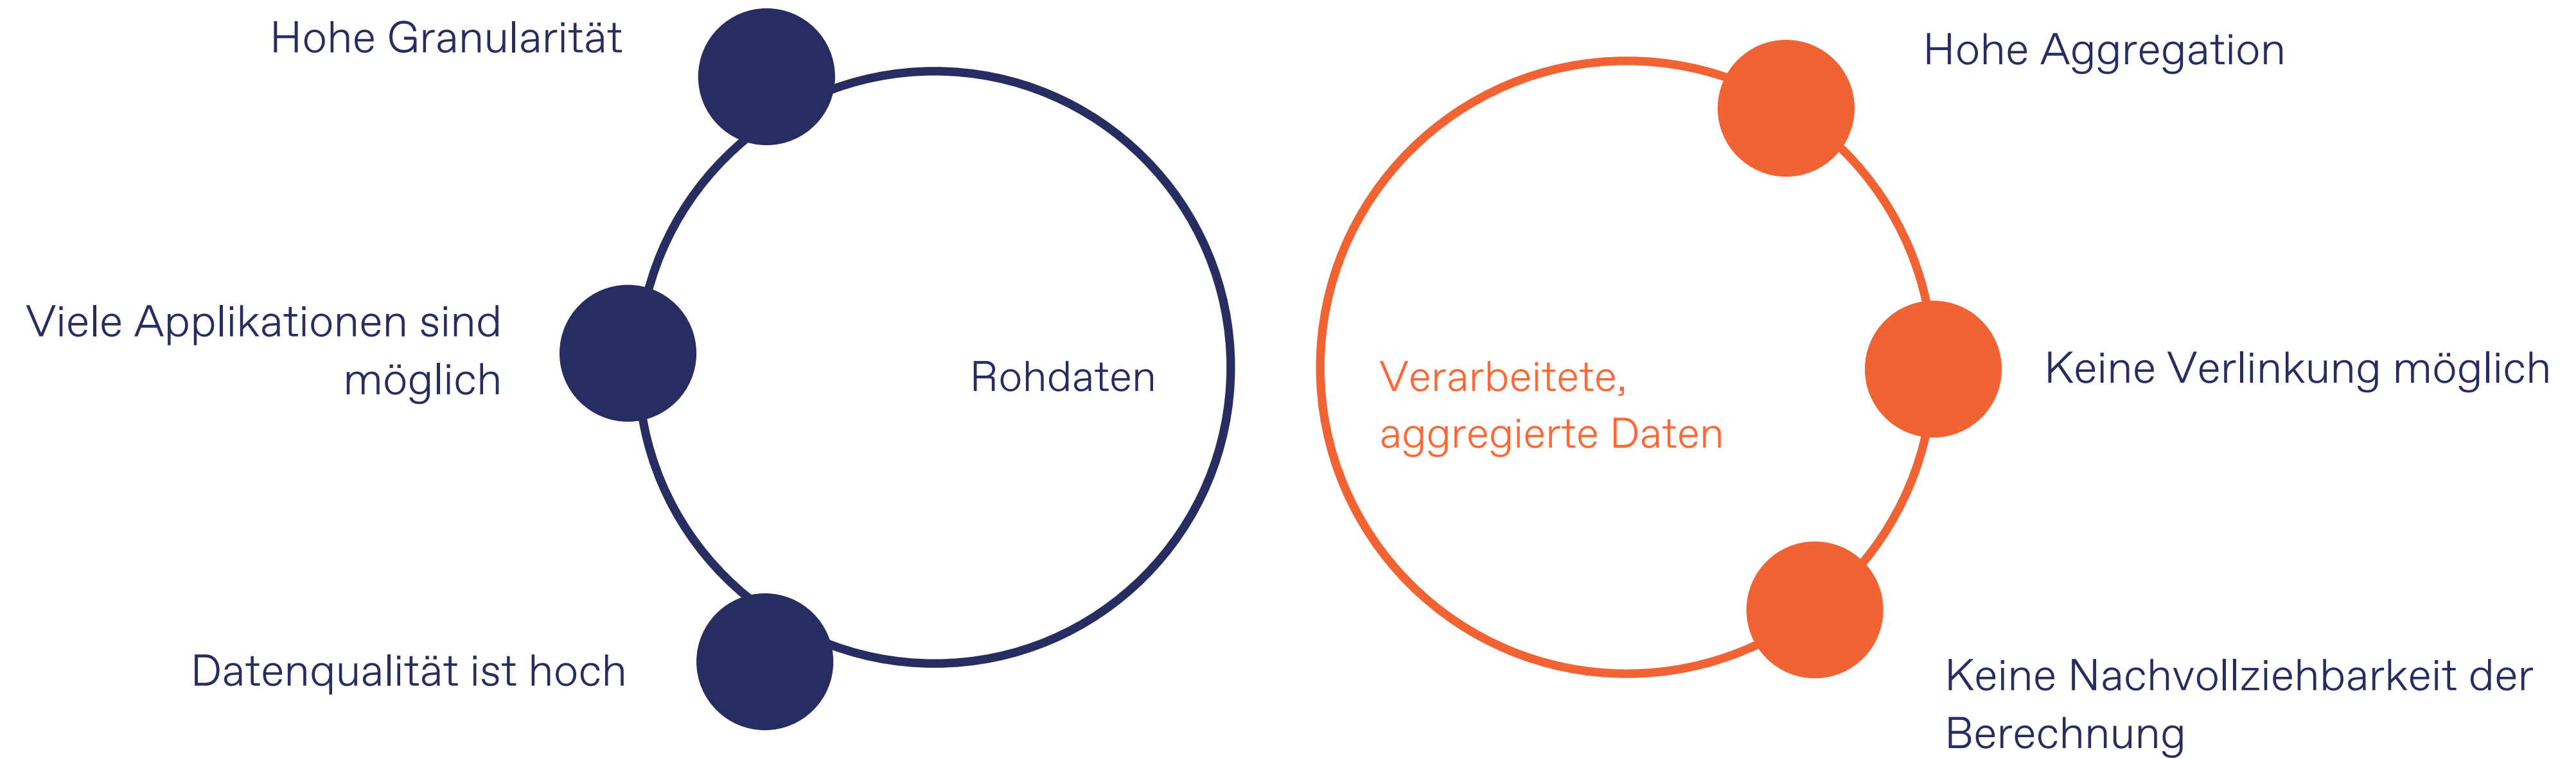 Hohe Granularität
Viele Applikationen sind
möglich
Datenqualität ist hoch
Rohdaten
Verarbeitete,
aggregierte Daten
Hohe Aggregation
Keine Verlinkung möglich
Keine Nachvollziehbarkeit der
Berechnung